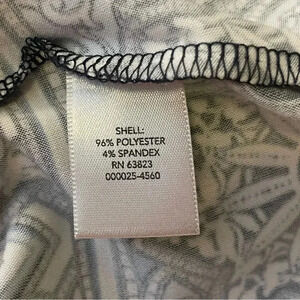 SHELL:
96% POLYESTER
4% SPANDEX
RN 63823
000025-4560